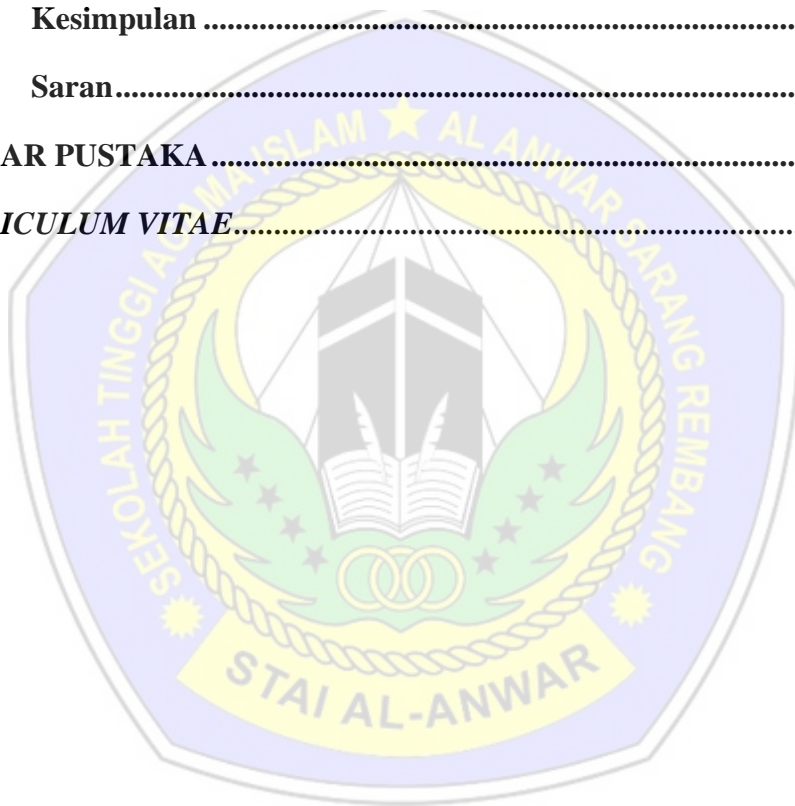 Kesimpulan ..........................................................................
Saran.....................................................................................
AR PUSTAKA .........................................................................
ICULUM VITAE......................................................................
SEKOLAH TINGGI AGAMA ISLAM AL ANWAR SARANG REMBANG
STAI AL-ANWAR